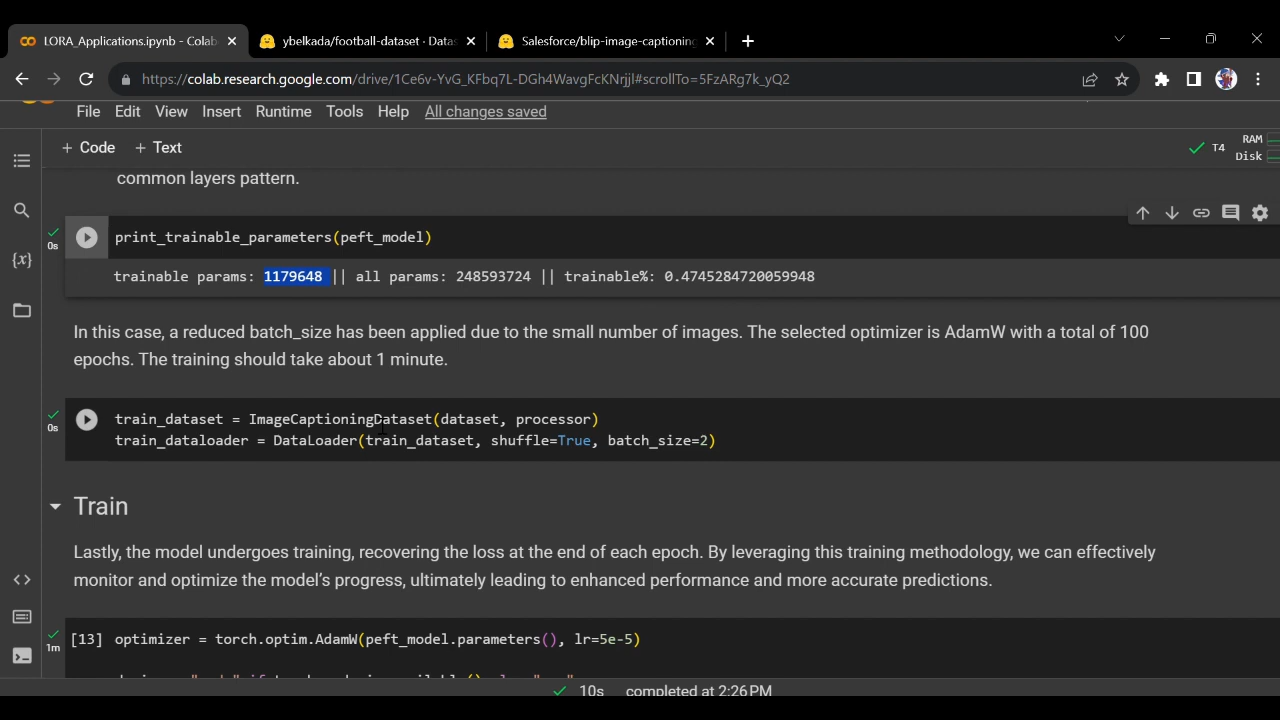 LORA_Applications.ipynb - Colab
ybelkada/football-dataset · Datas
Salesforce/blip-image-captioning
https://colab.research.google.com/drive/1Ce6v-YvG_KFbq7L-DGh4WavgFcKNrjjl#scrollTo=5FzARg7k_yQ2
File Edit View Insert Runtime Tools Help All changes saved
+ Code + Text
T4 RAM
Disk
common layers pattern.
print_trainable_parameters(peft_model)
0s
trainable params: 1179648 || all params: 248593724 || trainable%: 0.4745284720059948
In this case, a reduced batch_size has been applied due to the small number of images. The selected optimizer is AdamW with a total of 100
epochs. The training should take about 1 minute.
train_dataset = ImageCaptioningDataset(dataset, processor)
0s
train_dataloader = DataLoader(train_dataset, shuffle=True, batch_size=2)
Train
Lastly, the model undergoes training, recovering the loss at the end of each epoch. By leveraging this training methodology, we can effectively
monitor and optimize the model's progress, ultimately leading to enhanced performance and more accurate predictions.
[13] optimizer = torch.optim.AdamW(peft_model.parameters(), lr=5e-5)
1m
10s completed at 2:26 PM